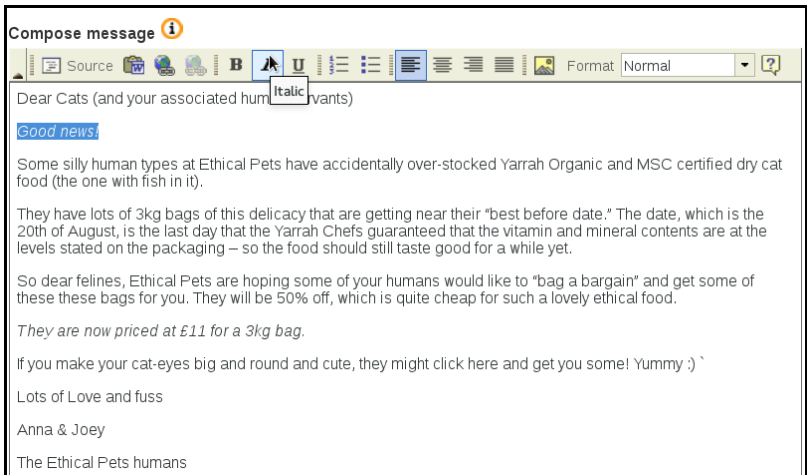 Compose message i
Source B I U Format Normal ?
Italic
Dear Cats (and your associated hum rvants)
Good news!
Some silly human types at Ethical Pets have accidentally over-stocked Yarrah Organic and MSC certified dry cat
food (the one with fish in it).
They have lots of 3kg bags of this delicacy that are getting near their "best before date." The date, which is the
20th of August, is the last day that the Yarrah Chefs guaranteed that the vitamin and mineral contents are at the
levels stated on the packaging – so the food should still taste good for a while yet.
So dear felines, Ethical Pets are hoping some of your humans would like to "bag a bargain" and get some of
these these bags for you. They will be 50% off, which is quite cheap for such a lovely ethical food.
They are now priced at £11 for a 3kg bag.
If you make your cat-eyes big and round and cute, they might click here and get you some! Yummy :) `
Lots of Love and fuss
Anna & Joey
The Ethical Pets humans